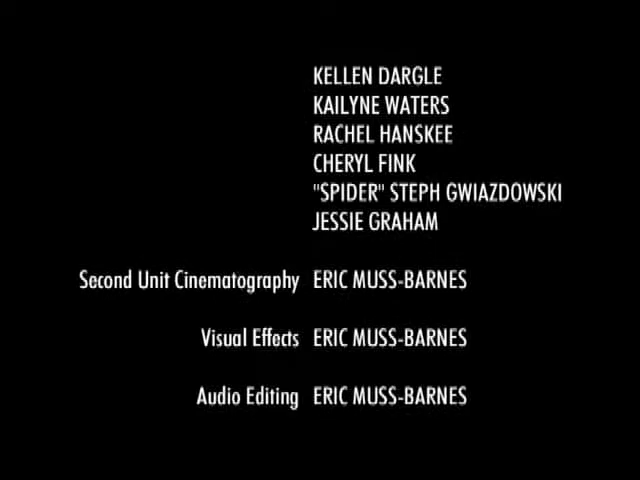 KELLEN DARGLE
KAILYNE WATERS
RACHEL HANSKEE
CHERYL FINK
"SPIDER" STEPH GWIAZDOWSKI
JESSIE GRAHAM
Second Unit Cinematography ERIC MUSS-BARNES
Visual Effects ERIC MUSS-BARNES
Audio Editing ERIC MUSS-BARNES